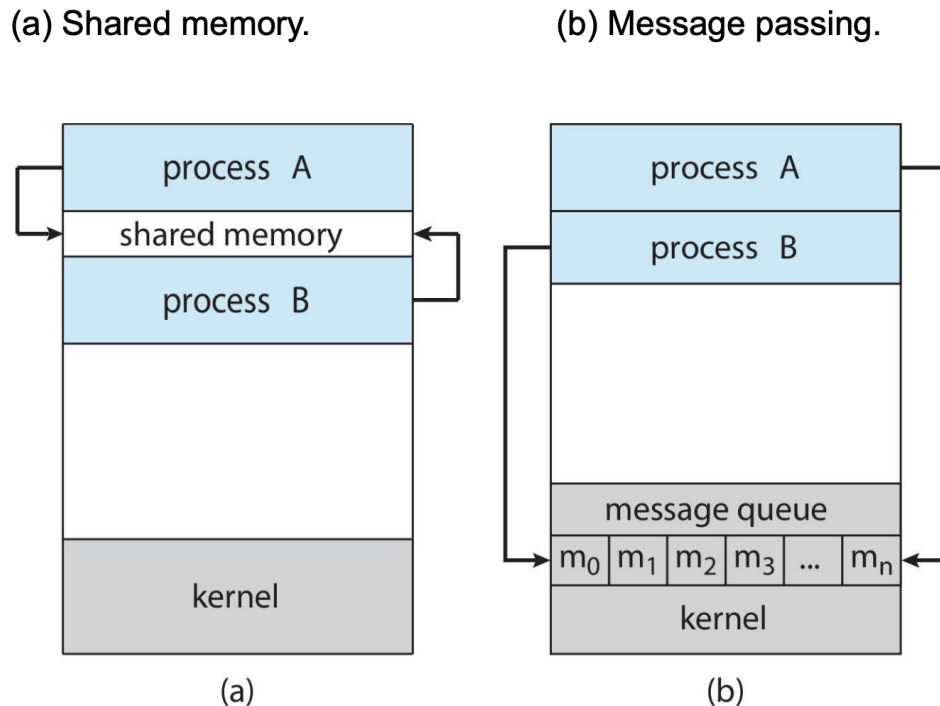 (a) Shared memory.
(b) Message passing.
process A
shared memory
process B
kernel
(a)
process A
process B
message queue
m₀ m₁ m₂ m₃ ... mₙ
kernel
(b)